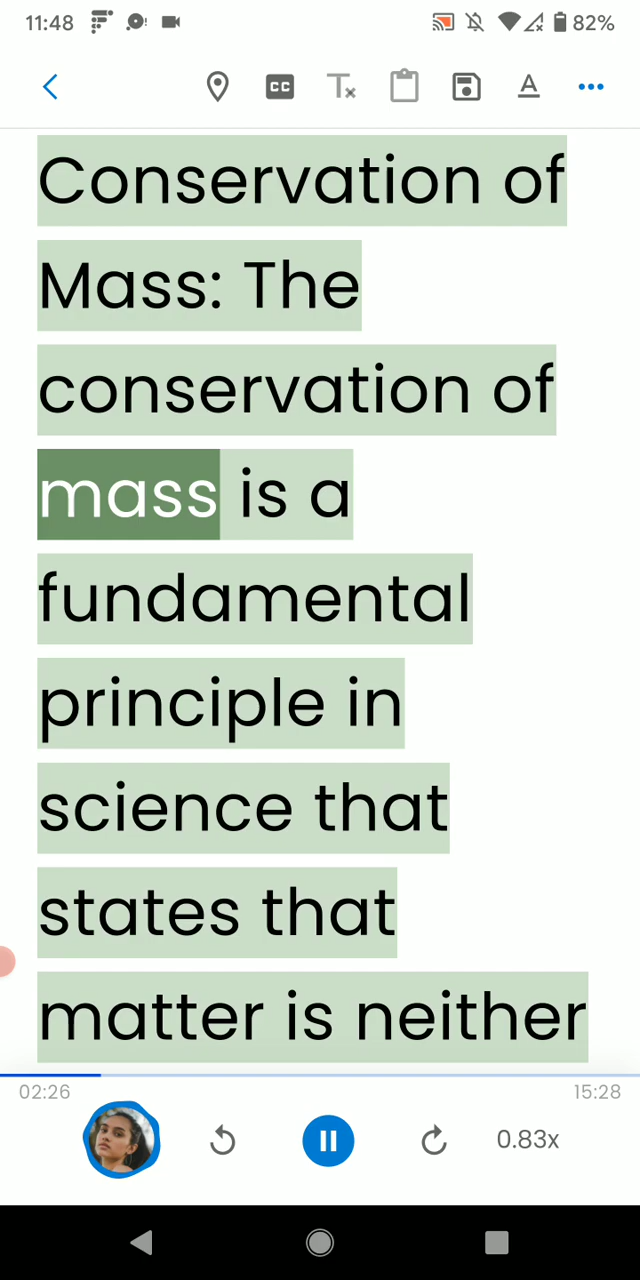 11:48 82%
CC
Conservation of
Mass: The
conservation of
mass is a
fundamental
principle in
science that
states that
matter is neither
02:26 15:28
0.83x